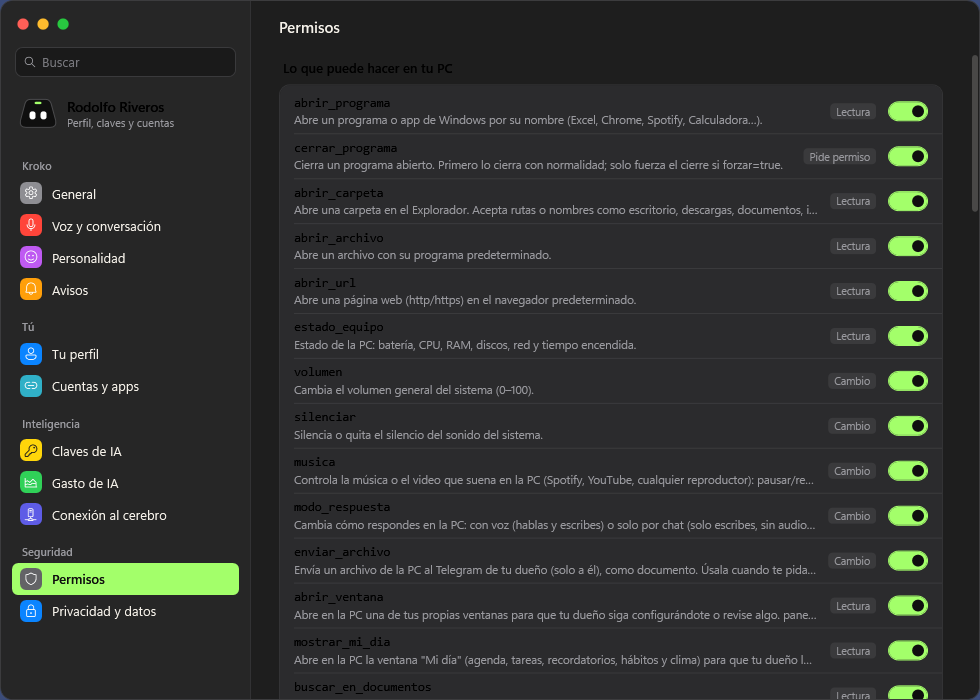 Permisos
Buscar
Rodolfo Riveros
Perfil, claves y cuentas
Kroko
General
Voz y conversación
Personalidad
Avisos
Tú
Tu perfil
Cuentas y apps
Inteligencia
Claves de IA
Gasto de IA
Conexión al cerebro
Seguridad
Permisos
Privacidad y datos
Lo que puede hacer en tu PC
abrir_programa
Abre un programa o app de Windows por su nombre (Excel, Chrome, Spotify, Calculadora…).
Lectura
cerrar_programa
Cierra un programa abierto. Primero lo cierra con normalidad; solo fuerza el cierre si forzar=true.
Pide permiso
abrir_carpeta
Abre una carpeta en el Explorador. Acepta rutas o nombres como escritorio, descargas, documentos, i...
Lectura
abrir_archivo
Abre un archivo con su programa predeterminado.
Lectura
abrir_url
Abre una página web (http/https) en el navegador predeterminado.
Lectura
estado_equipo
Estado de la PC: batería, CPU, RAM, discos, red y tiempo encendida.
Lectura
volumen
Cambia el volumen general del sistema (0–100).
Cambio
silenciar
Silencia o quita el silencio del sonido del sistema.
Cambio
musica
Controla la música o el video que suena en la PC (Spotify, YouTube, cualquier reproductor): pausar/re...
Cambio
modo_respuesta
Cambia cómo respondes en la PC: con voz (hablas y escribes) o solo por chat (solo escribes, sin audio...
Cambio
enviar_archivo
Envía un archivo de la PC al Telegram de tu dueño (solo a él), como documento. Úsala cuando te pida...
Cambio
abrir_ventana
Abre en la PC una de tus propias ventanas para que tu dueño siga configurándote o revise algo. pane...
Lectura
mostrar_mi_dia
Abre en la PC la ventana "Mi día" (agenda, tareas, recordatorios, hábitos y clima) para que tu dueño l...
Lectura
buscar_en_documentos
Lectura